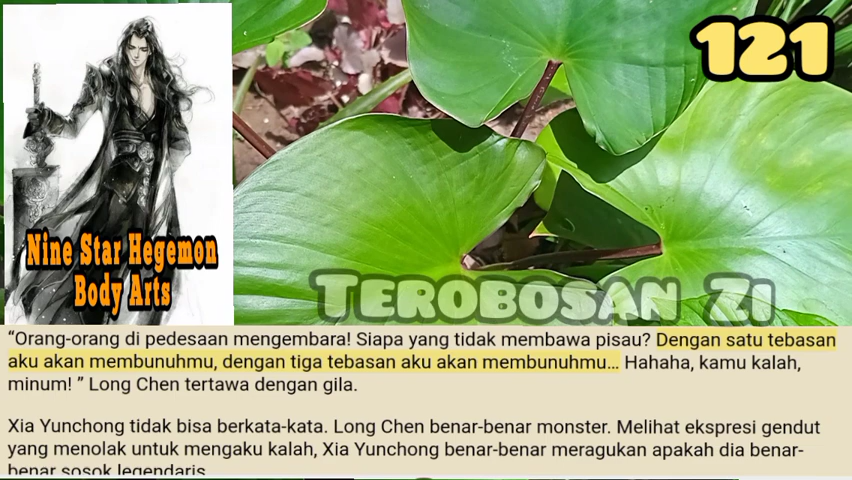 121
Nine Star Hegemon
Body Arts
TEROBOSAN ZI
“Orang-orang di pedesaan mengembara! Siapa yang tidak membawa pisau? Dengan satu tebasan
aku akan membunuhmu, dengan tiga tebasan aku akan membunuhmu... Hahaha, kamu kalah,
minum! ” Long Chen tertawa dengan gila.
Xia Yunchong tidak bisa berkata-kata. Long Chen benar-benar monster. Melihat ekspresi gendut
yang menolak untuk mengaku kalah, Xia Yunchong benar-benar meragukan apakah dia benar-
benar sosok legendaris